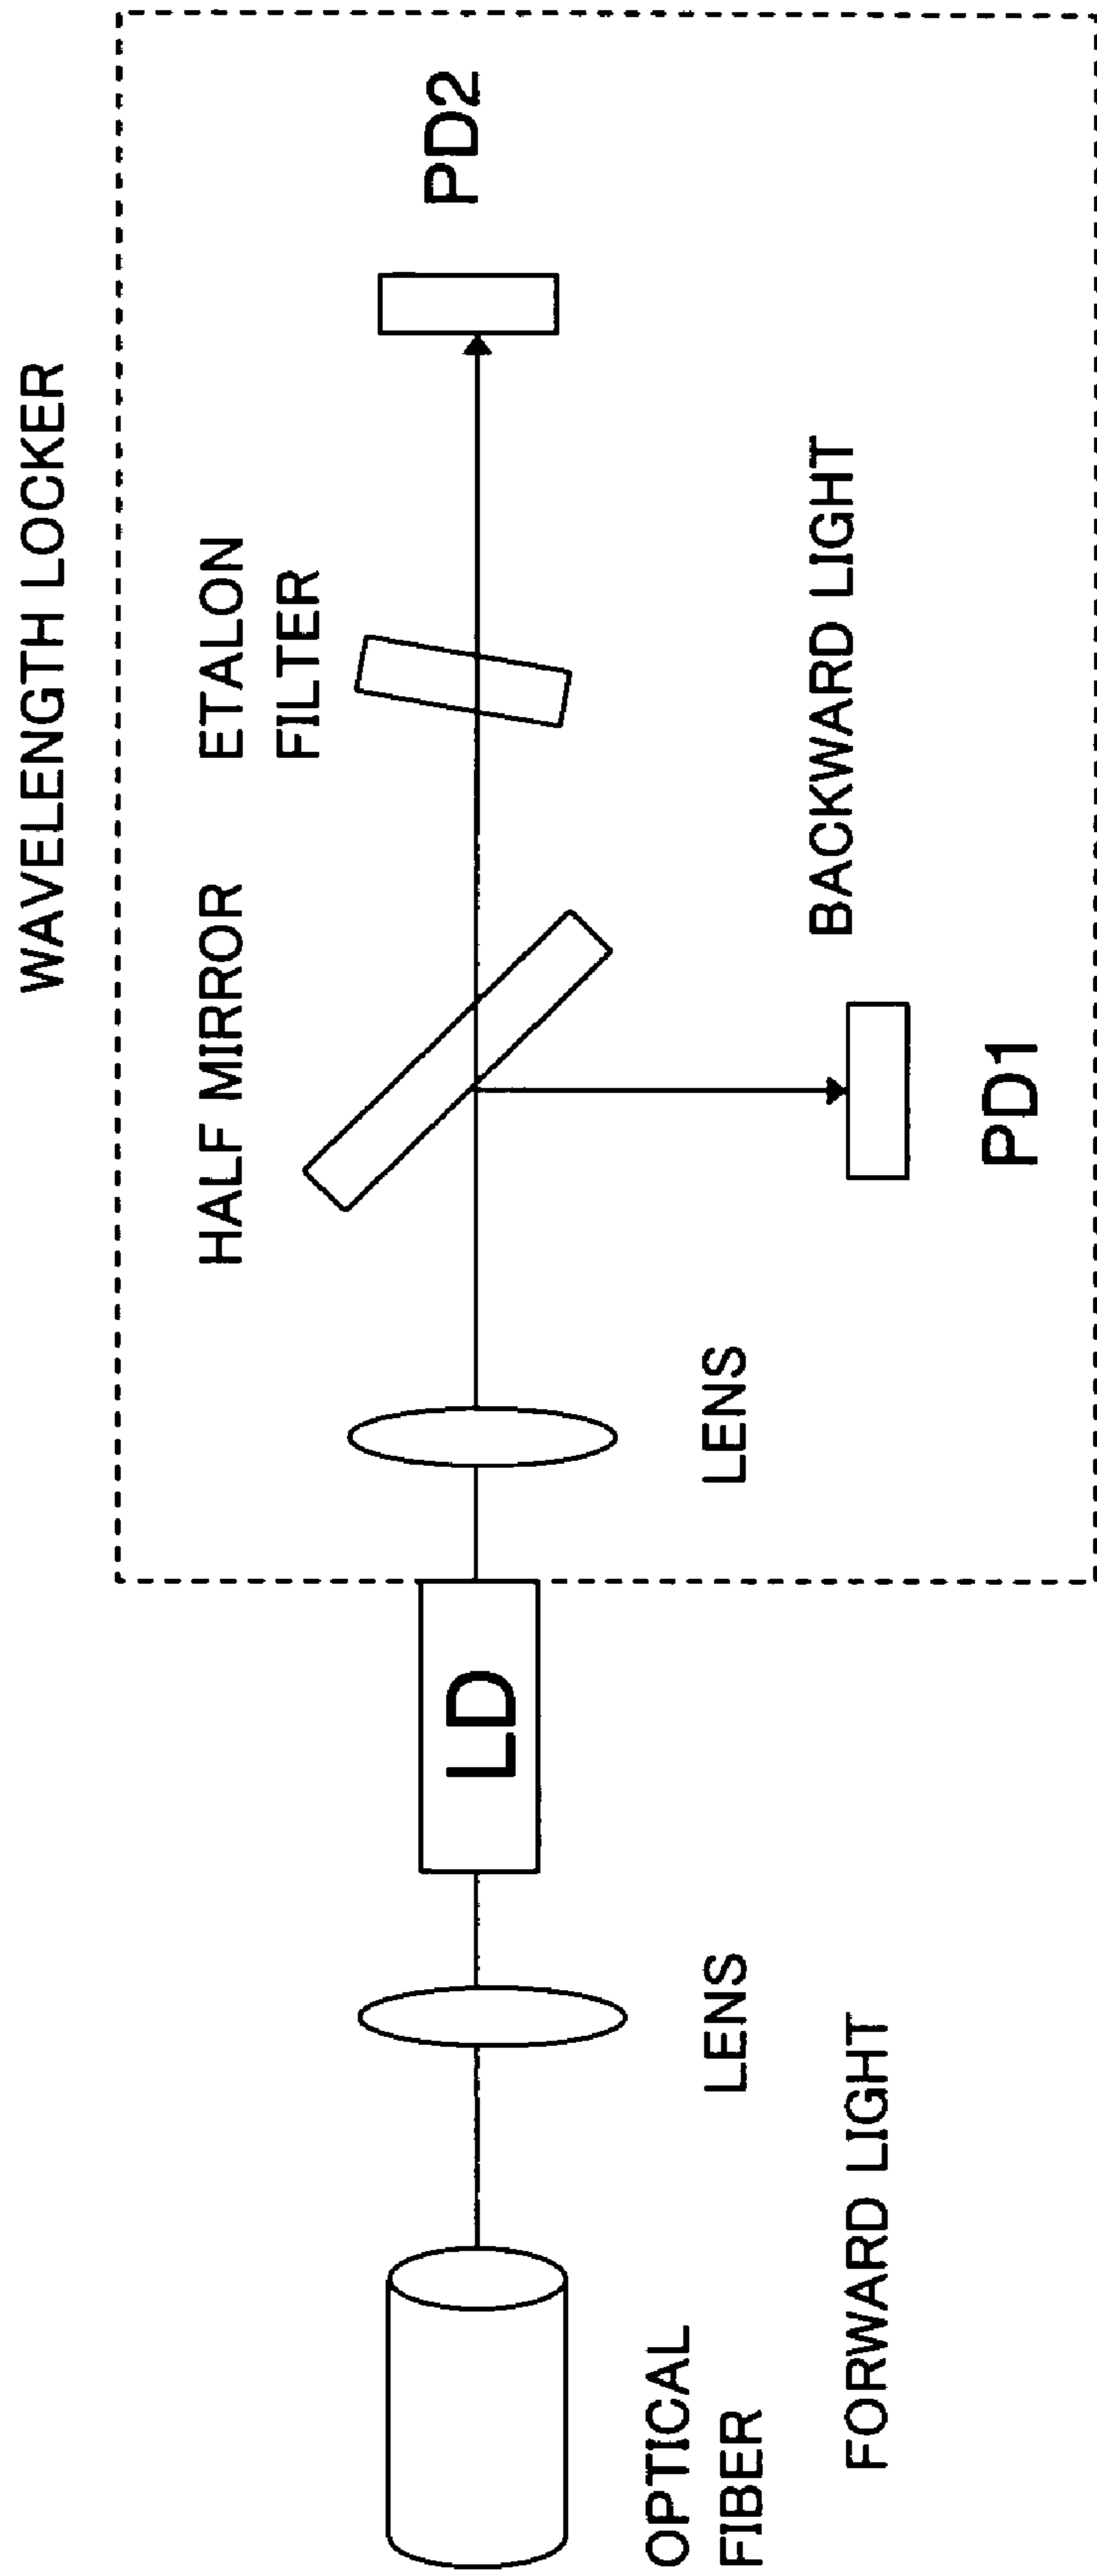 WAVELENGTH LOCKER
HALF MIRROR
ETALON
FILTER
PD2
LD
LENS
LENS
BACKWARD LIGHT
PD1
OPTICAL
FIBER
FORWARD LIGHT